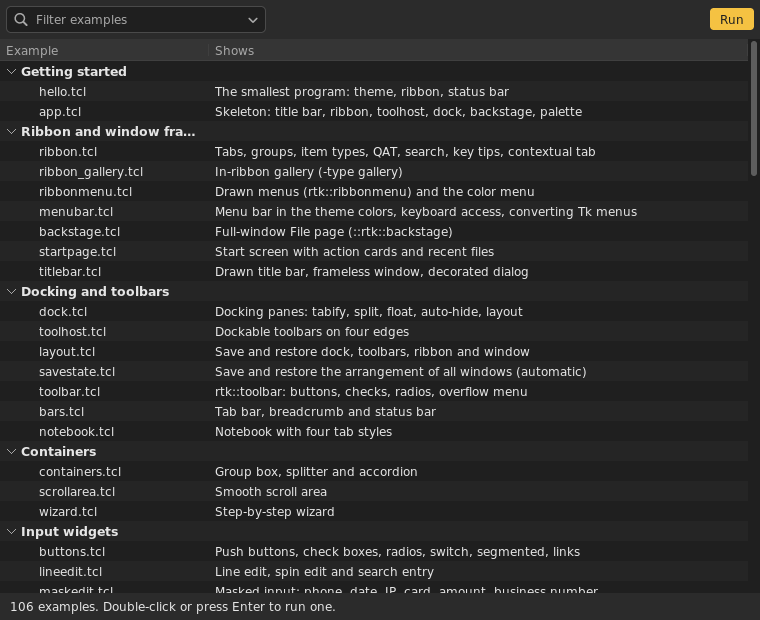 Filter examples
Run
Example Shows
Getting started
hello.tcl The smallest program: theme, ribbon, status bar
app.tcl Skeleton: title bar, ribbon, toolhost, dock, backstage, palette
Ribbon and window fra...
ribbon.tcl Tabs, groups, item types, QAT, search, key tips, contextual tab
ribbon_gallery.tcl In-ribbon gallery (-type gallery)
ribbonmenu.tcl Drawn menus (rtk::ribbonmenu) and the color menu
menubar.tcl Menu bar in the theme colors, keyboard access, converting Tk menus
backstage.tcl Full-window File page (::rtk::backstage)
startpage.tcl Start screen with action cards and recent files
titlebar.tcl Drawn title bar, frameless window, decorated dialog
Docking and toolbars
dock.tcl Docking panes: tabify, split, float, auto-hide, layout
toolhost.tcl Dockable toolbars on four edges
layout.tcl Save and restore dock, toolbars, ribbon and window
savestate.tcl Save and restore the arrangement of all windows (automatic)
toolbar.tcl rtk::toolbar: buttons, checks, radios, overflow menu
bars.tcl Tab bar, breadcrumb and status bar
notebook.tcl Notebook with four tab styles
Containers
containers.tcl Group box, splitter and accordion
scrollarea.tcl Smooth scroll area
wizard.tcl Step-by-step wizard
Input widgets
buttons.tcl Push buttons, check boxes, radios, switch, segmented, links
lineedit.tcl Line edit, spin edit and search entry
maskedit.tcl Masked input: phone, date, IP, card, amount, business number
106 examples. Double-click or press Enter to run one.